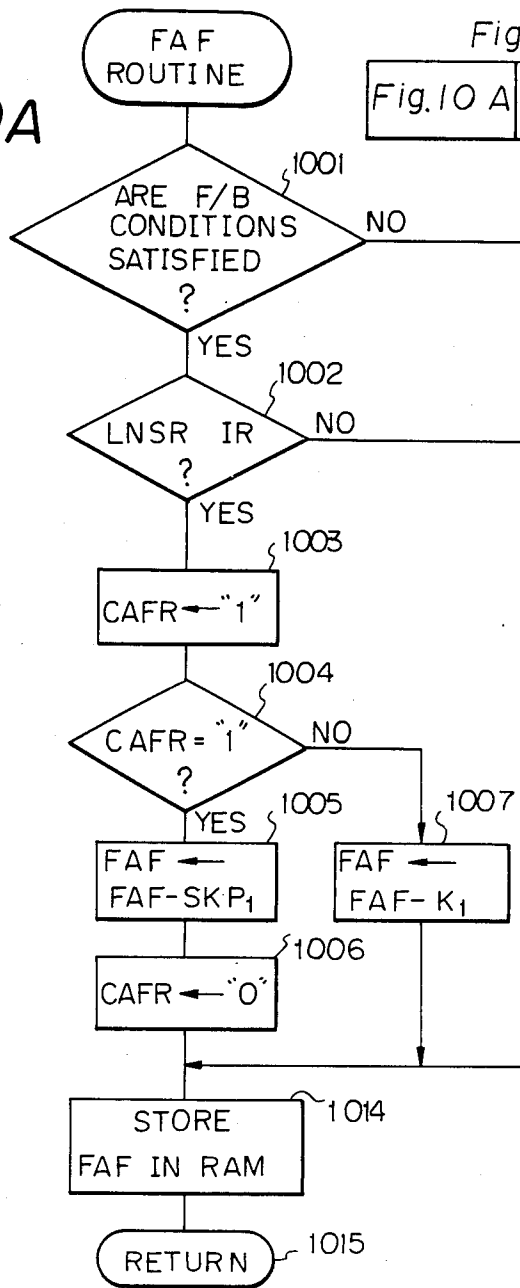 Fig
Fig.10 A
A
FAF
ROUTINE
1001
ARE F/B
CONDITIONS
SATISFIED
?
NO
YES
1002
LNSR IR
?
NO
YES
1003
CAFR ← "1"
1004
CAFR = "1"
?
NO
YES
1005
FAF ←
FAF-SKP₁
1007
FAF ←
FAF-K₁
1006
CAFR ← "0"
1014
STORE
FAF IN RAM
RETURN
1015